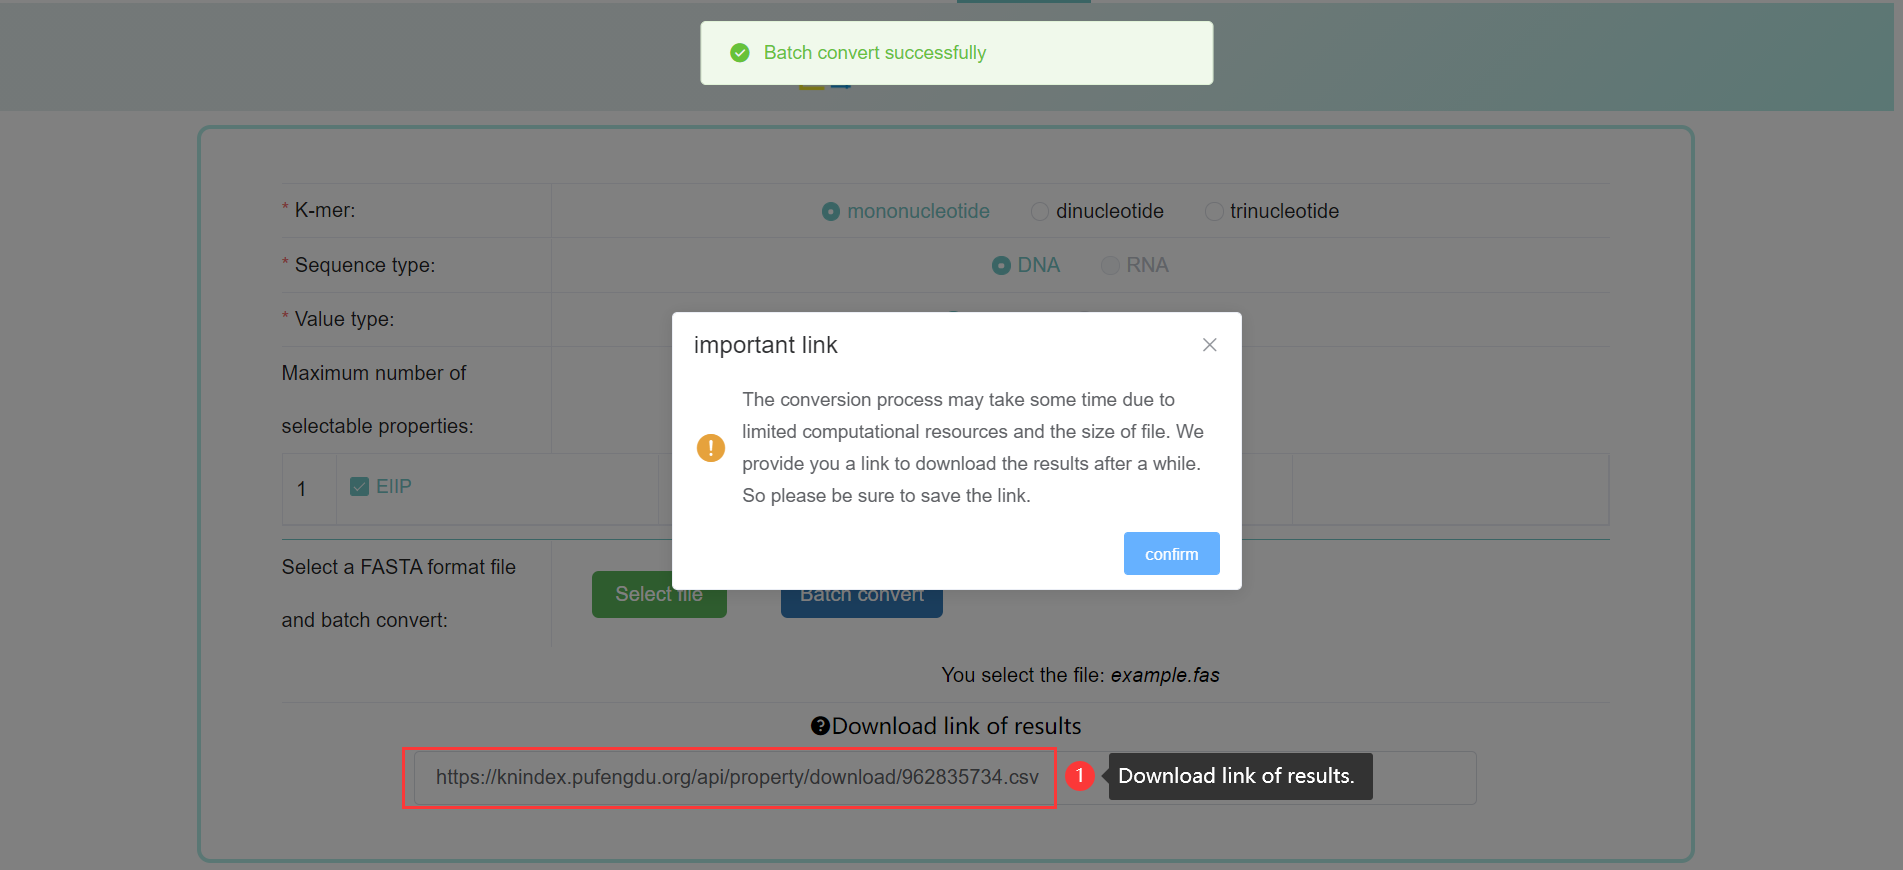 Batch convert successfully
* K-mer:
mononucleotide
dinucleotide
trinucleotide
* Sequence type:
DNA
RNA
* Value type:
important link
Maximum number of
selectable properties:
The conversion process may take some time due to
limited computational resources and the size of file. We
provide you a link to download the results after a while.
So please be sure to save the link.
1
EIIP
confirm
Select a FASTA format file
and batch convert:
Select file
Batch convert
You select the file: example.fas
?Download link of results
https://knindex.pufengdu.org/api/property/download/962835734.csv
1
Download link of results.